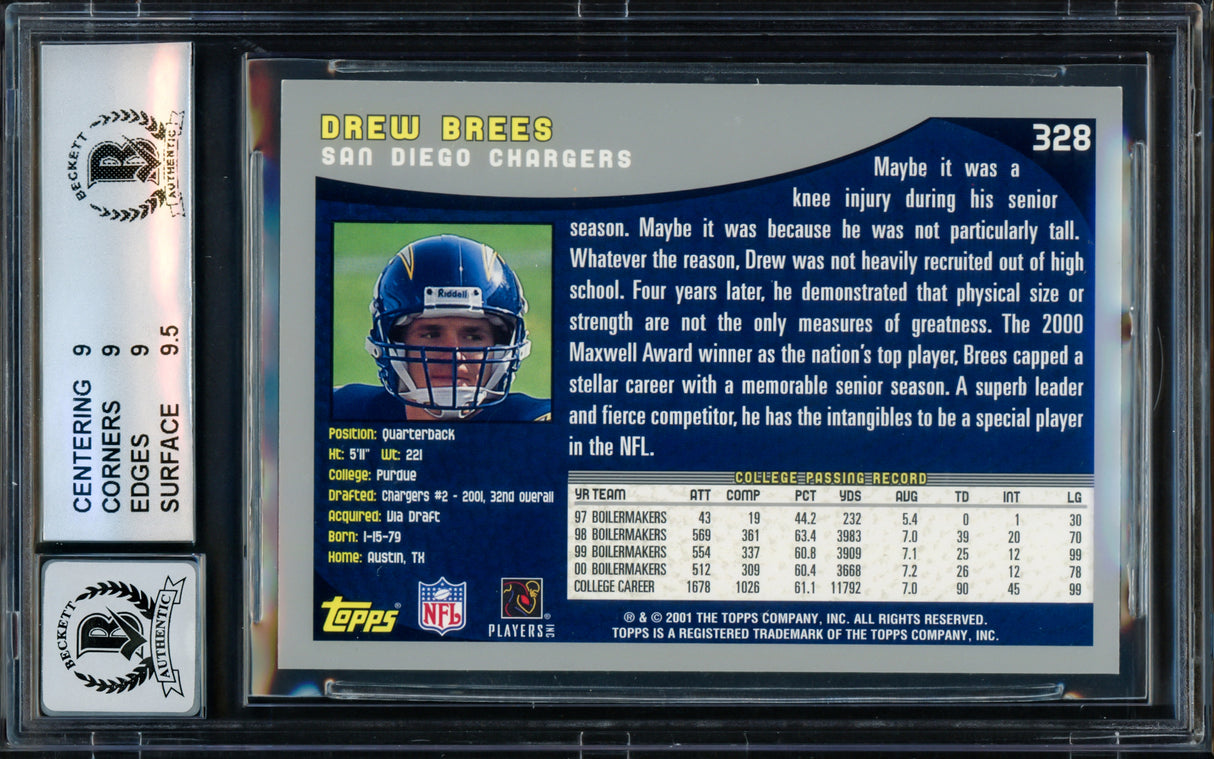 BECKETT
B
AUTHENTIC
CENTERING 9
CORNERS 9
EDGES 9
SURFACE 9.5
BECKETT
B
AUTHENTIC
DREW BREES
SAN DIEGO CHARGERS
328
Riddell
Maybe it was a
knee injury during his senior
season. Maybe it was because he was not particularly tall.
Whatever the reason, Drew was not heavily recruited out of high
school. Four years later, he demonstrated that physical size or
strength are not the only measures of greatness. The 2000
Maxwell Award winner as the nation's top player, Brees capped a
stellar career with a memorable senior season. A superb leader
and fierce competitor, he has the intangibles to be a special player
in the NFL.
Position: Quarterback
Ht: 5'11" Wt: 221
College: Purdue
Drafted: Chargers #2 - 2001, 32nd overall
Acquired: Via Draft
Born: 1-15-79
Home: Austin, TX
COLLEGE PASSING RECORD
YR TEAM ATT COMP PCT YDS AVG TD INT LG
97 BOILERMAKERS 43 19 44.2 232 5.4 0 1 30
98 BOILERMAKERS 569 361 63.4 3983 7.0 39 20 70
99 BOILERMAKERS 554 337 60.8 3909 7.1 25 12 99
00 BOILERMAKERS 512 309 60.4 3668 7.2 26 12 78
COLLEGE CAREER 1678 1026 61.1 11792 7.0 90 45 99
topps®
NFL
PLAYERS INC
® & © 2001 THE TOPPS COMPANY, INC. ALL RIGHTS RESERVED.
TOPPS IS A REGISTERED TRADEMARK OF THE TOPPS COMPANY, INC.